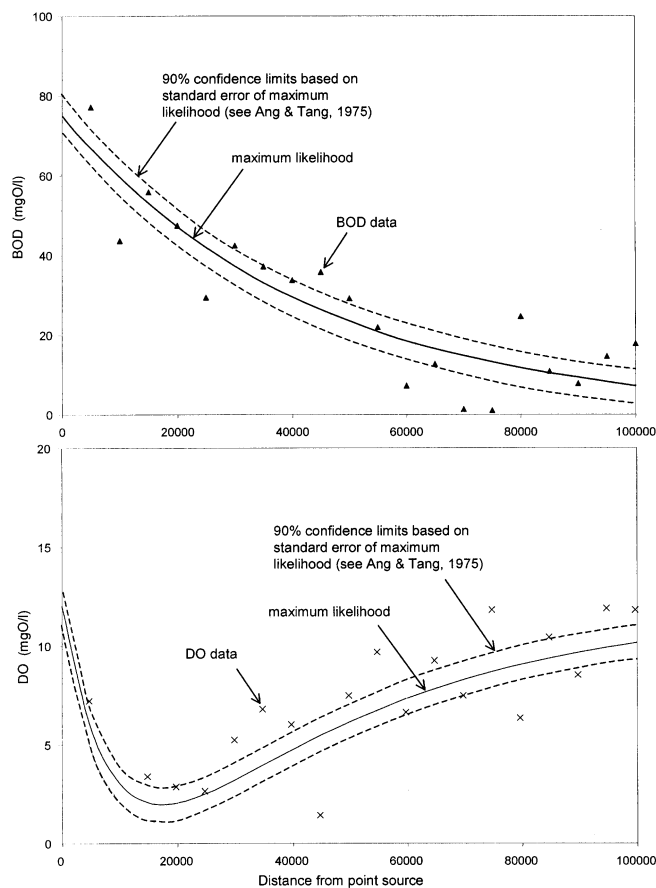 100
80
60
40
20
0
BOD (mgO/l)
90% confidence limits based on
standard error of maximum
likelihood (see Ang & Tang, 1975)
maximum likelihood
BOD data
0 20000 40000 60000 80000 100000
20
15
10
5
0
DO (mgO/l)
90% confidence limits based on
standard error of maximum
likelihood (see Ang & Tang, 1975)
maximum likelihood
DO data
0 20000 40000 60000 80000 100000
Distance from point source